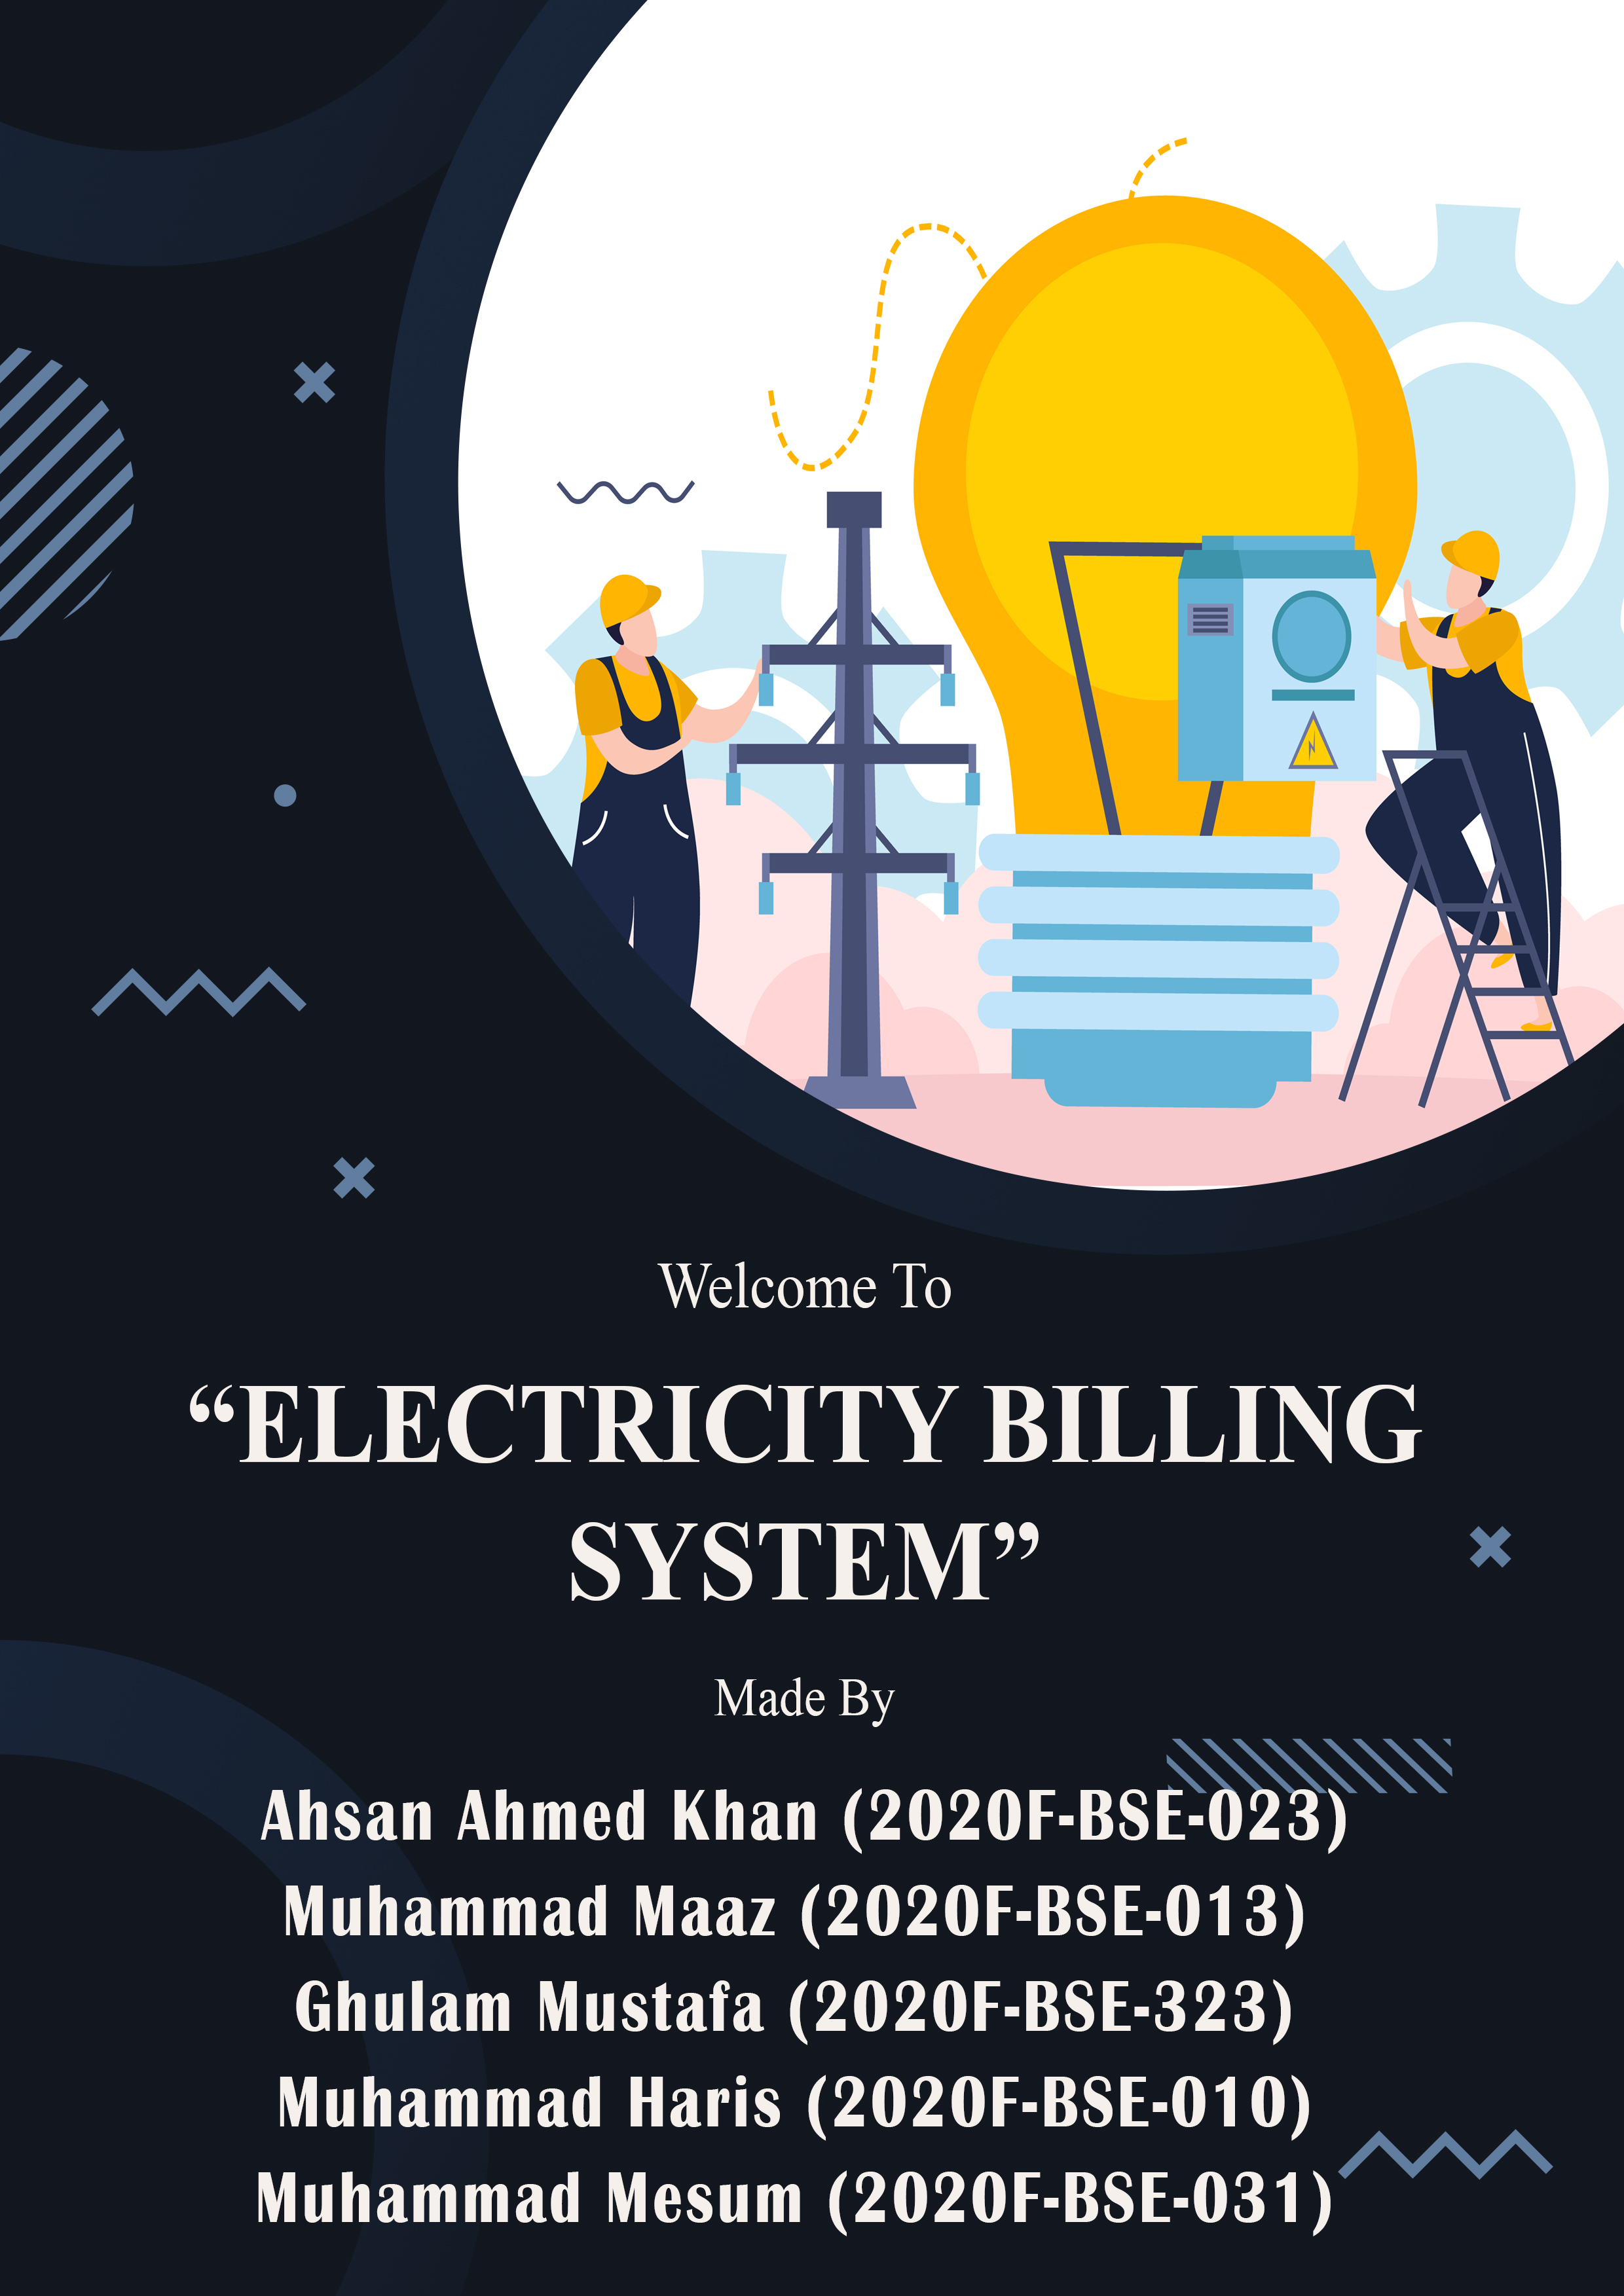 Welcome To
“ELECTRICITY BILLING
SYSTEM”
Made By
Ahsan Ahmed Khan (2020F-BSE-023)
Muhammad Maaz (2020F-BSE-013)
Ghulam Mustafa (2020F-BSE-323)
Muhammad Haris (2020F-BSE-010)
Muhammad Mesum (2020F-BSE-031)